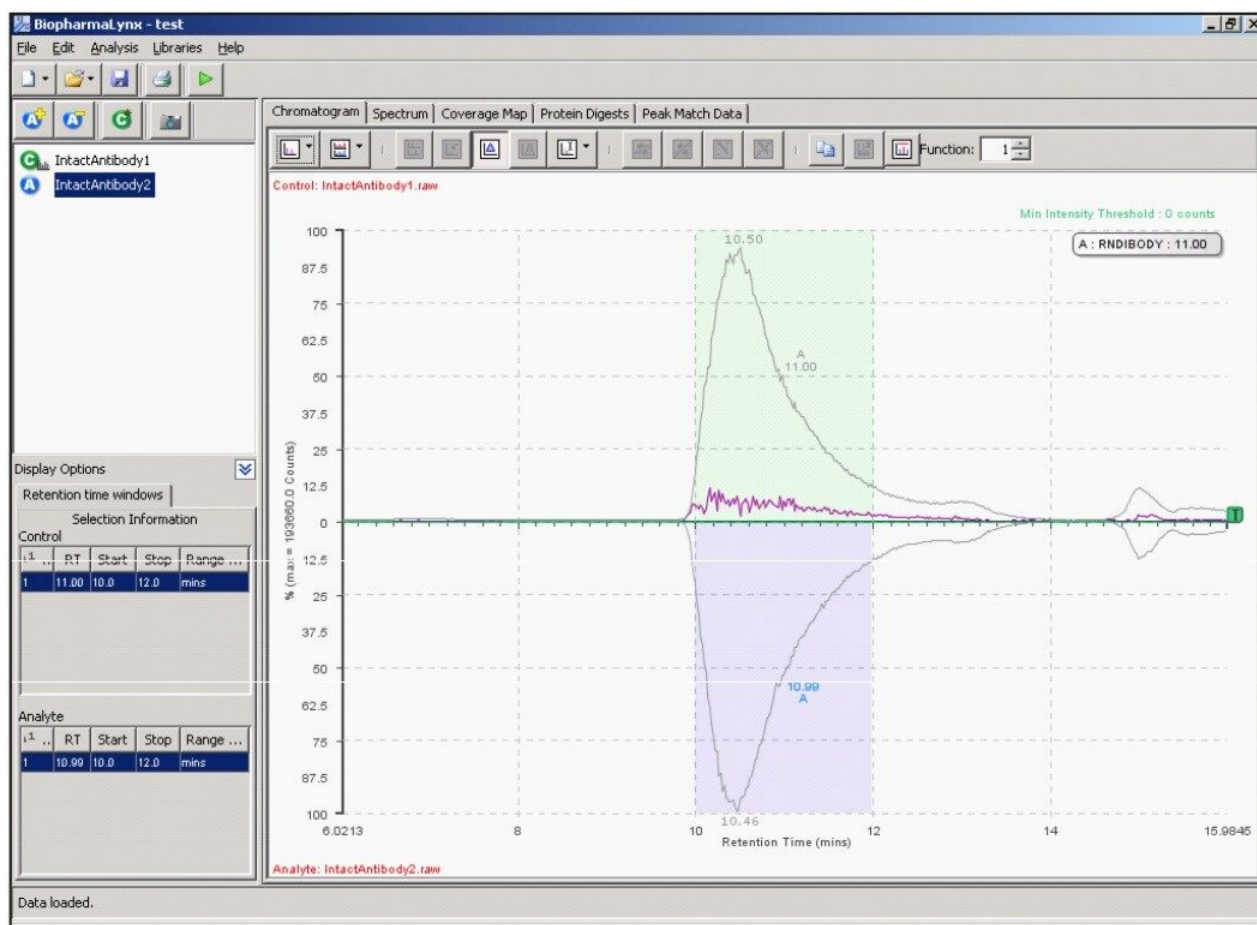 BiopharmaLynx - test
File Edit Analysis Libraries Help
IntactAntibody1
IntactAntibody2
Display Options
Retention time windows
Selection Information
Control
RT Start Stop Range ...
1 11.00 10.0 12.0 mins
Analyte
RT Start Stop Range ...
1 10.99 10.0 12.0 mins
Chromatogram Spectrum Coverage Map Protein Digests Peak Match Data
Function: 1
Control: IntactAntibody1.raw
Min Intensity Threshold : 0 counts
A : RNDIBODY : 11.00
100
87.5
75
62.5
50
37.5
25
12.5
0
12.5
25
37.5
50
62.5
75
87.5
100
% (max = 193660.0 Counts)
10.50
A
11.00
T
10.99
A
10.46
6.0213 8 10 12 14 15.9845
Retention Time (mins)
Analyte: IntactAntibody2.raw
Data loaded.